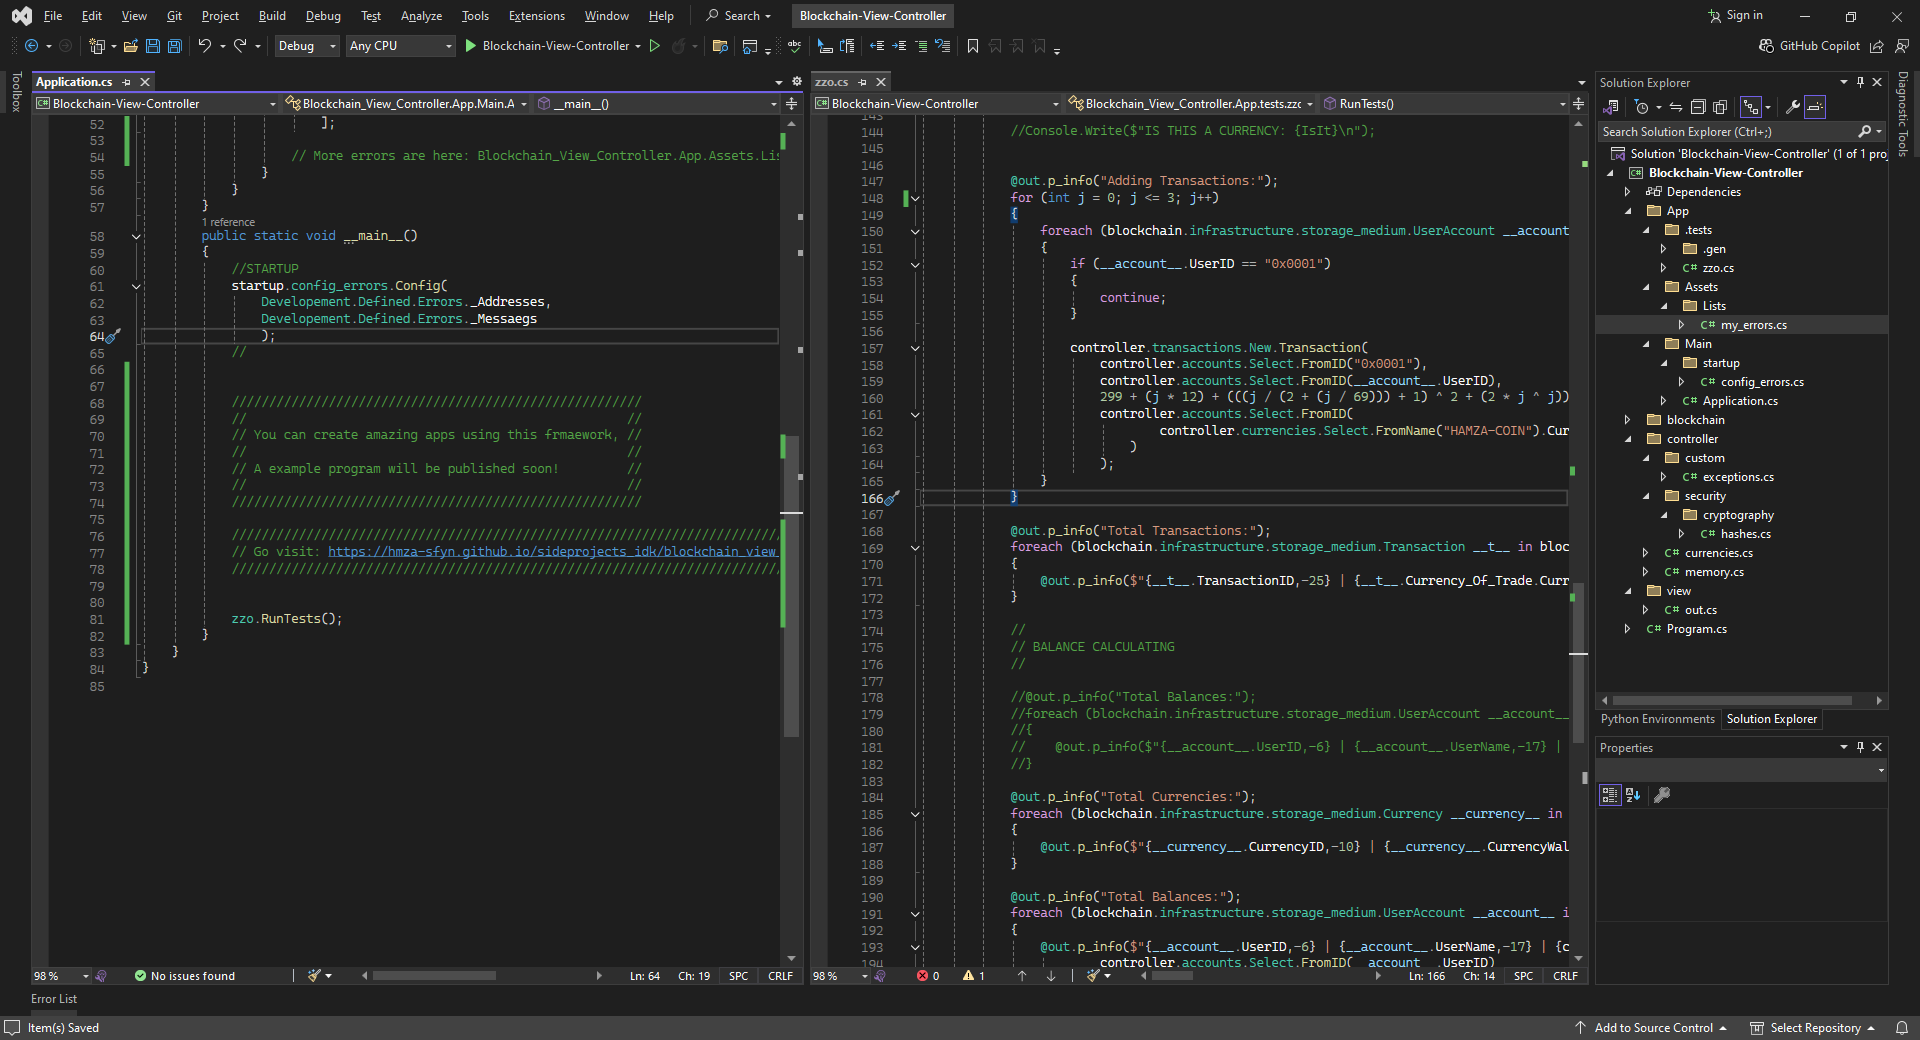 File Edit View Git Project Build Debug Test Analyze Tools Extensions Window Help Search Blockchain-View-Controller Sign in
Debug Any CPU Blockchain-View-Controller GitHub Copilot
Toolbox
Application.cs
Blockchain-View-Controller Blockchain_View_Controller.App.Main.A __main__()
52 ];
53
54 // More errors are here: Blockchain_View_Controller.App.Assets.Lis
55 }
56 }
57 }
1 reference
58 public static void __main__()
59 {
60 //STARTUP
61 startup.config_errors.Config(
62 Developement.Defined.Errors._Addresses,
63 Developement.Defined.Errors._Messaegs
64 );
65 //
66
67
68 ///////////////////////////////////////////////////////
69 // //
70 // You can create amazing apps using this frmaework, //
71 // //
72 // A example program will be published soon! //
73 // //
74 ///////////////////////////////////////////////////////
75
76 //////////////////////////////////////////////////////////////////////////
77 // Go visit: https://hmza-sfyn.github.io/sideprojects_idk/blockchain_view_
78 //////////////////////////////////////////////////////////////////////////
79
80
81 zzo.RunTests();
82 }
83 }
84 }
85
98 % No issues found Ln: 64 Ch: 19 SPC CRLF
zzo.cs
Blockchain-View-Controller Blockchain_View_Controller.App.tests.zzc RunTests()
143
144 //Console.Write($"IS THIS A CURRENCY: {IsIt}\n");
145
146
147 @out.p_info("Adding Transactions:");
148 for (int j = 0; j <= 3; j++)
149 {
150 foreach (blockchain.infrastructure.storage_medium.UserAccount __account
151 {
152 if (__account__.UserID == "0x0001")
153 {
154 continue;
155 }
156
157 controller.transactions.New.Transaction(
158 controller.accounts.Select.FromID("0x0001"),
159 controller.accounts.Select.FromID(__account__.UserID),
160 299 + (j * 12) + (((j / (2 + (j / 69))) + 1) ^ 2 + (2 * j ^ j))
161 controller.accounts.Select.FromID(
162 controller.currencies.Select.FromName("HAMZA-COIN").Cur
163 )
164 );
165 }
166 }
167
168 @out.p_info("Total Transactions:");
169 foreach (blockchain.infrastructure.storage_medium.Transaction __t__ in bloc
170 {
171 @out.p_info($"{__t__.TransactionID,-25} | {__t__.Currency_Of_Trade.Curr
172 }
173
174 //
175 // BALANCE CALCULATING
176 //
177
178 //@out.p_info("Total Balances:");
179 //foreach (blockchain.infrastructure.storage_medium.UserAccount __account__
180 //{
181 // @out.p_info($"{__account__.UserID,-6} | {__account__.UserName,-17} |
182 //}
183
184 @out.p_info("Total Currencies:");
185 foreach (blockchain.infrastructure.storage_medium.Currency __currency__ in
186 {
187 @out.p_info($"{__currency__.CurrencyID,-10} | {__currency__.CurrencyWal
188 }
189
190 @out.p_info("Total Balances:");
191 foreach (blockchain.infrastructure.storage_medium.UserAccount __account__ i
192 {
193 @out.p_info($"{__account__.UserID,-6} | {__account__.UserName,-17} | {c
194 controller.accounts.Select.FromID(__account__.UserID)
98 % 0 1 Ln: 166 Ch: 14 SPC CRLF
Solution Explorer
Search Solution Explorer (Ctrl+;)
Solution 'Blockchain-View-Controller' (1 of 1 proj
C# Blockchain-View-Controller
Dependencies
App
.tests
.gen
C# zzo.cs
Assets
Lists
C# my_errors.cs
Main
startup
C# config_errors.cs
C# Application.cs
blockchain
controller
custom
C# exceptions.cs
security
cryptography
C# hashes.cs
C# currencies.cs
C# memory.cs
view
C# out.cs
C# Program.cs
Python Environments Solution Explorer
Properties
Diagnostic Tools
Error List
Item(s) Saved Add to Source Control Select Repository